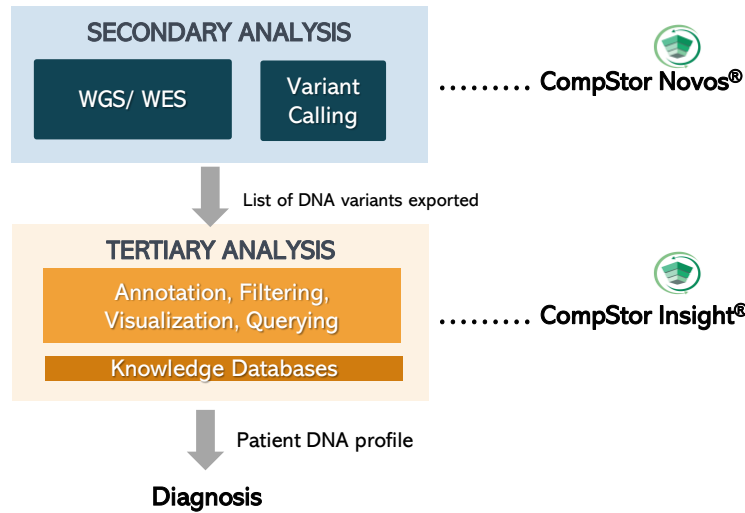 SECONDARY ANALYSIS
WGS/ WES
Variant
Calling
......... CompStor Novos®
List of DNA variants exported
TERTIARY ANALYSIS
Annotation, Filtering,
Visualization, Querying
Knowledge Databases
......... CompStor Insight®
Patient DNA profile
Diagnosis